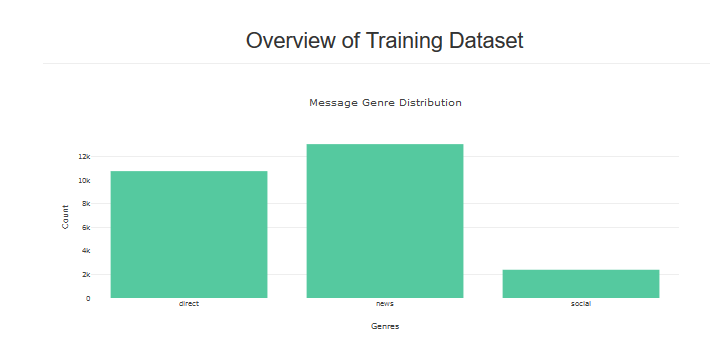 Overview of Training Dataset
Message Genre Distribution
12k
10k
8k
6k
4k
2k
0
Count
direct news social
Genres